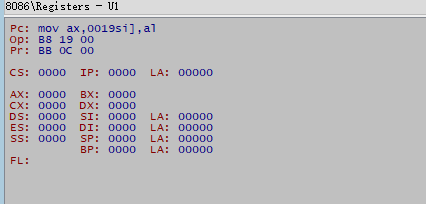 8086\Registers - U1
Pc: mov ax,0019si],al
Op: B8 19 00
Pr: BB 0C 00
CS: 0000 IP: 0000 LA: 00000
AX: 0000 BX: 0000
CX: 0000 DX: 0000
DS: 0000 SI: 0000 LA: 00000
ES: 0000 DI: 0000 LA: 00000
SS: 0000 SP: 0000 LA: 00000
BP: 0000 LA: 00000
FL: